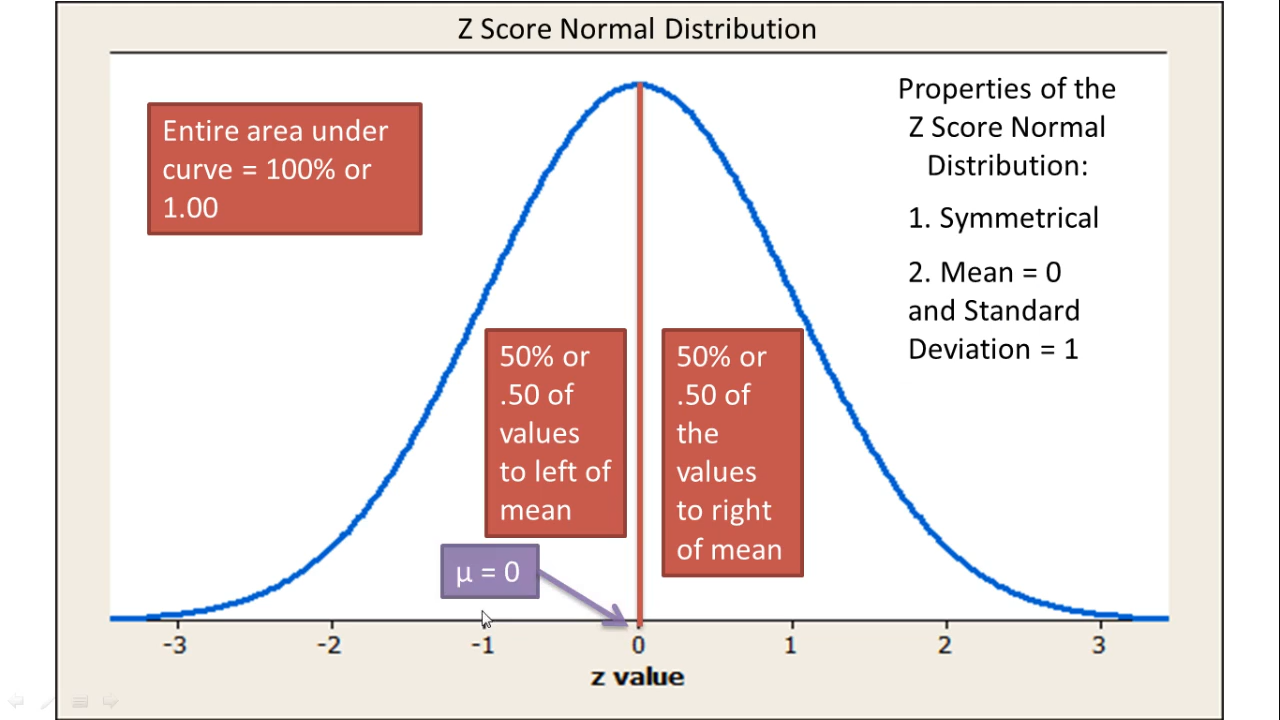 Z Score Normal Distribution
Entire area under
curve = 100% or
1.00
Properties of the
Z Score Normal
Distribution:
1. Symmetrical
2. Mean = 0
and Standard
Deviation = 1
50% or
.50 of
values
to left of
mean
50% or
.50 of
the
values
to right
of mean
μ = 0
-3 -2 -1 0 1 2 3
z value